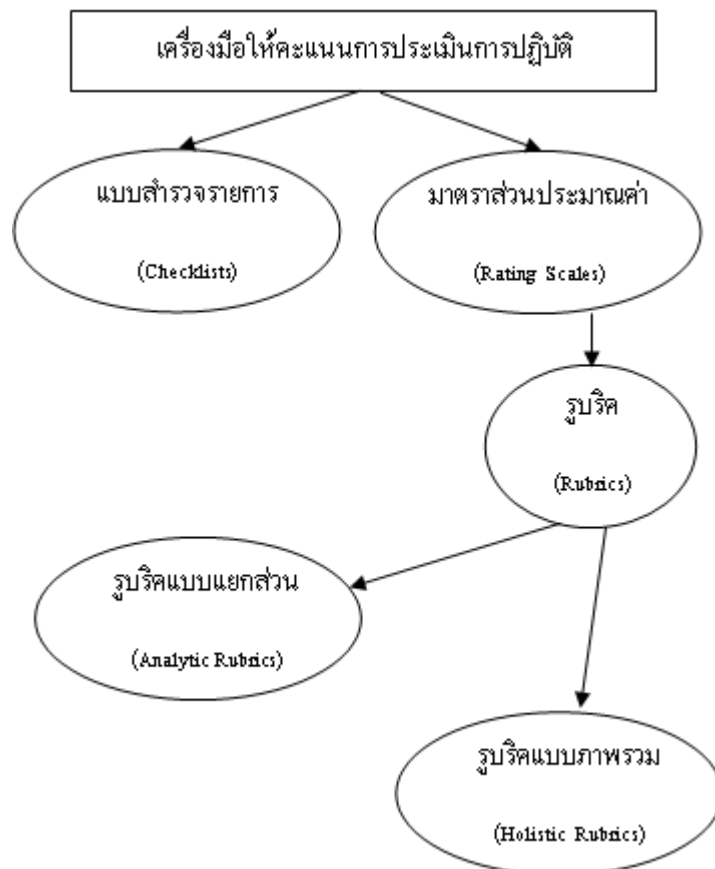 เครื่องมือให้คะแนนการประเมินการปฏิบัติ
แบบสำรวจรายการ
(Checklists)
มาตราส่วนประมาณค่า
(Rating Scales)
รูบริค
(Rubrics)
รูบริคแบบแยกส่วน
(Analytic Rubrics)
รูบริคแบบภาพรวม
(Holistic Rubrics)